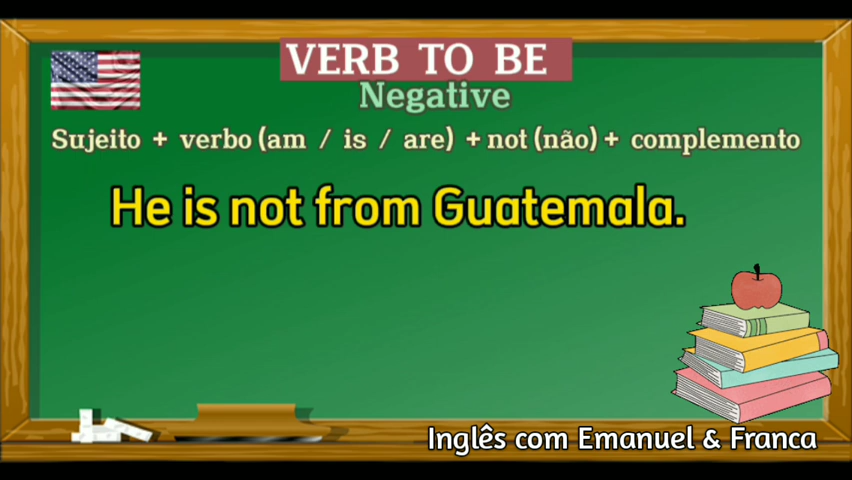 VERB TO BE
Negative
Sujeito + verbo (am / is / are) + not (não) + complemento
He is not from Guatemala.
Inglês com Emanuel & Franca